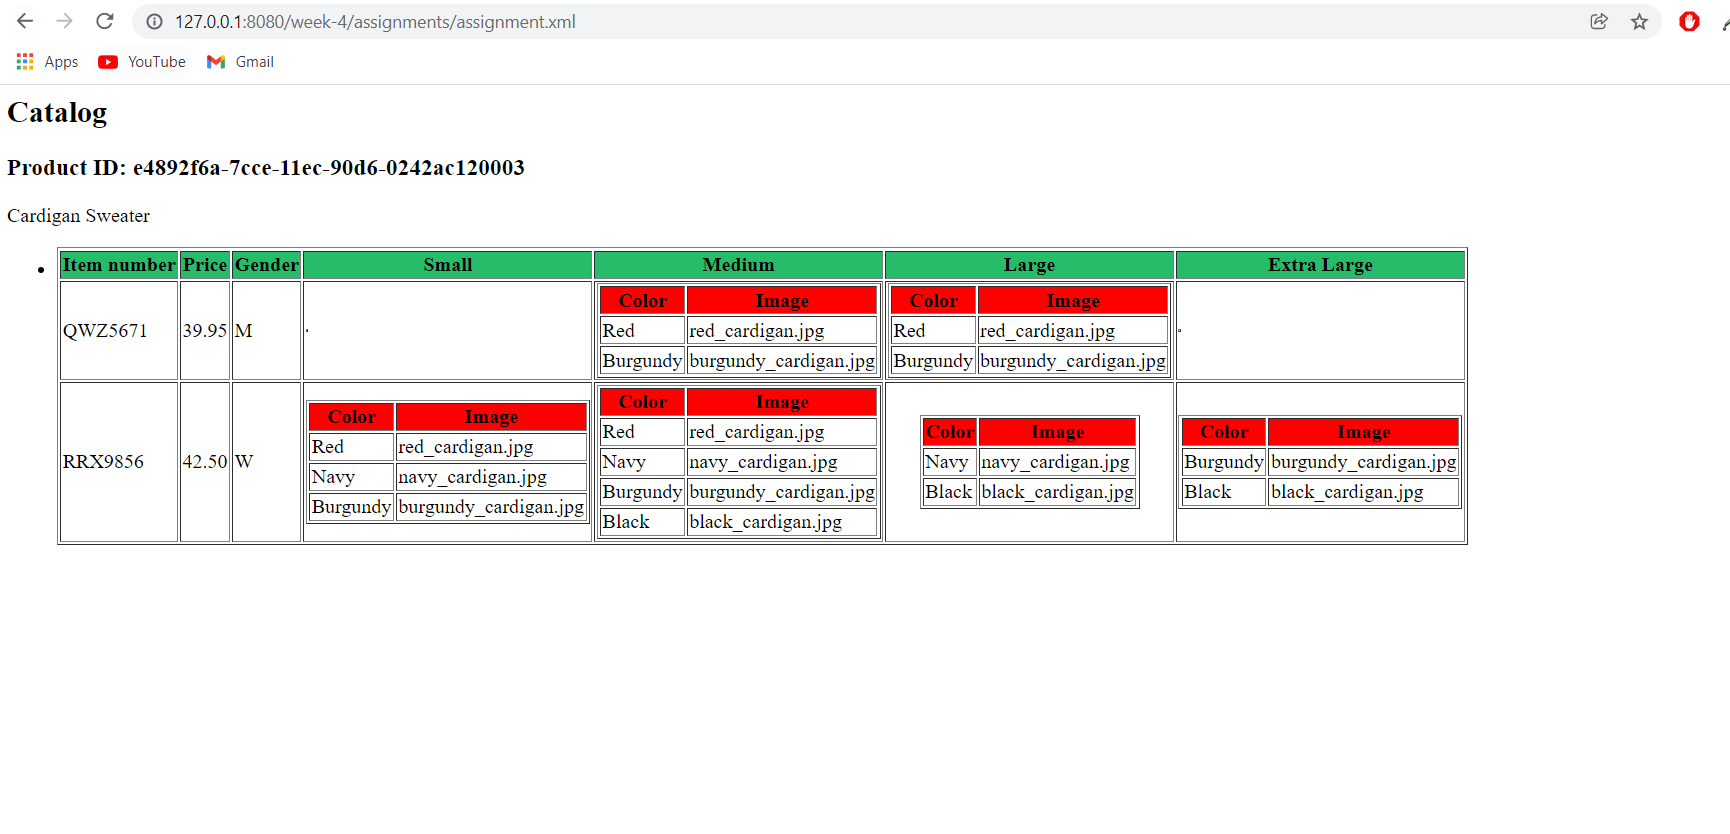 127.0.0.1:8080/week-4/assignments/assignment.xml
Apps YouTube Gmail
Catalog
Product ID: e4892f6a-7cce-11ec-90d6-0242ac120003
Cardigan Sweater
Item number Price Gender Small Medium Large Extra Large
QWZ5671 39.95 M
Color Image
Red red_cardigan.jpg
Burgundy burgundy_cardigan.jpg
Color Image
Red red_cardigan.jpg
Burgundy burgundy_cardigan.jpg
RRX9856 42.50 W
Color Image
Red red_cardigan.jpg
Navy navy_cardigan.jpg
Burgundy burgundy_cardigan.jpg
Color Image
Red red_cardigan.jpg
Navy navy_cardigan.jpg
Burgundy burgundy_cardigan.jpg
Black black_cardigan.jpg
Color Image
Navy navy_cardigan.jpg
Black black_cardigan.jpg
Color Image
Burgundy burgundy_cardigan.jpg
Black black_cardigan.jpg